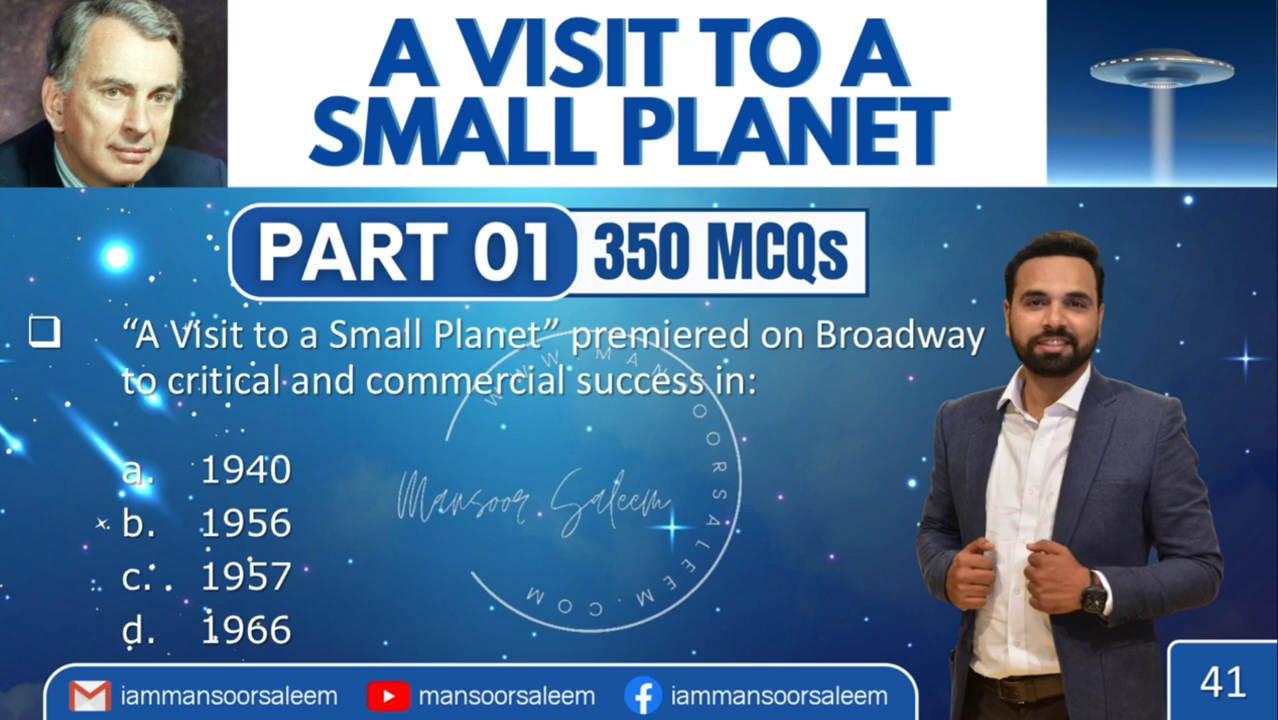 A VISIT TO A
SMALL PLANET
PART 01 350 MCQs
❑ “A Visit to a Small Planet” premiered on Broadway
to critical and commercial success in:
a. 1940
b. 1956
c. 1957
d. 1966
WWW.MANSOORSALEEM.COM
Mansoor Saleem
iammansoorsaleem mansoorsaleem iammansoorsaleem
41